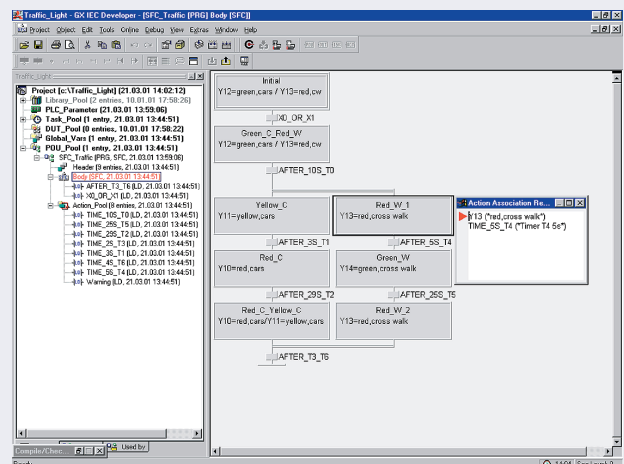 Traffic_Light - GX IEC Developer - [SFC_Traffic [PRG] Body [SFC]]
Project Object Edit Tools Online Debug View Extras Window Help
Traffic_Light
Project [c:\Traffic_Light] (21.03.01 14:02:12)
Library_Pool (2 entries, 10.01.01 17:58:26)
PLC_Parameter (21.03.01 13:59:06)
Task_Pool (1 entry, 21.03.01 13:44:51)
DUT_Pool (0 entries, 10.01.01 17:58:22)
Global_Vars (1 entry, 21.03.01 13:44:51)
POU_Pool (1 entry, 21.03.01 13:44:51)
SFC_Traffic (PRG, SFC, 21.03.01 13:59:06)
Header (9 entries, 21.03.01 13:44:51)
Body (SFC, 21.03.01 13:44:51)
AFTER_T3_T6 (LD, 21.03.01 13:44:51)
X0_OR_X1 (LD, 21.03.01 13:44:51)
Action_Pool (8 entries, 21.03.01 13:44:51)
TIME_10S_T0 (LD, 21.03.01 13:44:51)
TIME_25S_T5 (LD, 21.03.01 13:44:51)
TIME_29S_T2 (LD, 21.03.01 13:44:51)
TIME_2S_T3 (LD, 21.03.01 13:44:51)
TIME_3S_T1 (LD, 21.03.01 13:44:51)
TIME_4S_T6 (LD, 21.03.01 13:44:51)
TIME_5S_T4 (LD, 21.03.01 13:44:51)
Warning (LD, 21.03.01 13:44:51)
Used by
Compile/Chec...
Initial
Y12=green,cars / Y13=red,cw
X0_OR_X1
Green_C_Red_W
Y12=green,cars / Y13=red,cw
AFTER_10S_T0
Yellow_C
Y11=yellow,cars
Red_W_1
Y13=red,cross walk
AFTER_3S_T1
AFTER_5S_T4
Red_C
Y10=red,cars
Green_W
Y14=green,cross walk
AFTER_29S_T2
AFTER_25S_T5
Red_C_Yellow_C
Y10=red,cars/Y11=yellow,cars
Red_W_2
Y13=red,cross walk
AFTER_T3_T6
Action Association Re...
Y13 (*red,cross walk*)
TIME_5S_T4 (*Timer T4 5s*)
Ready